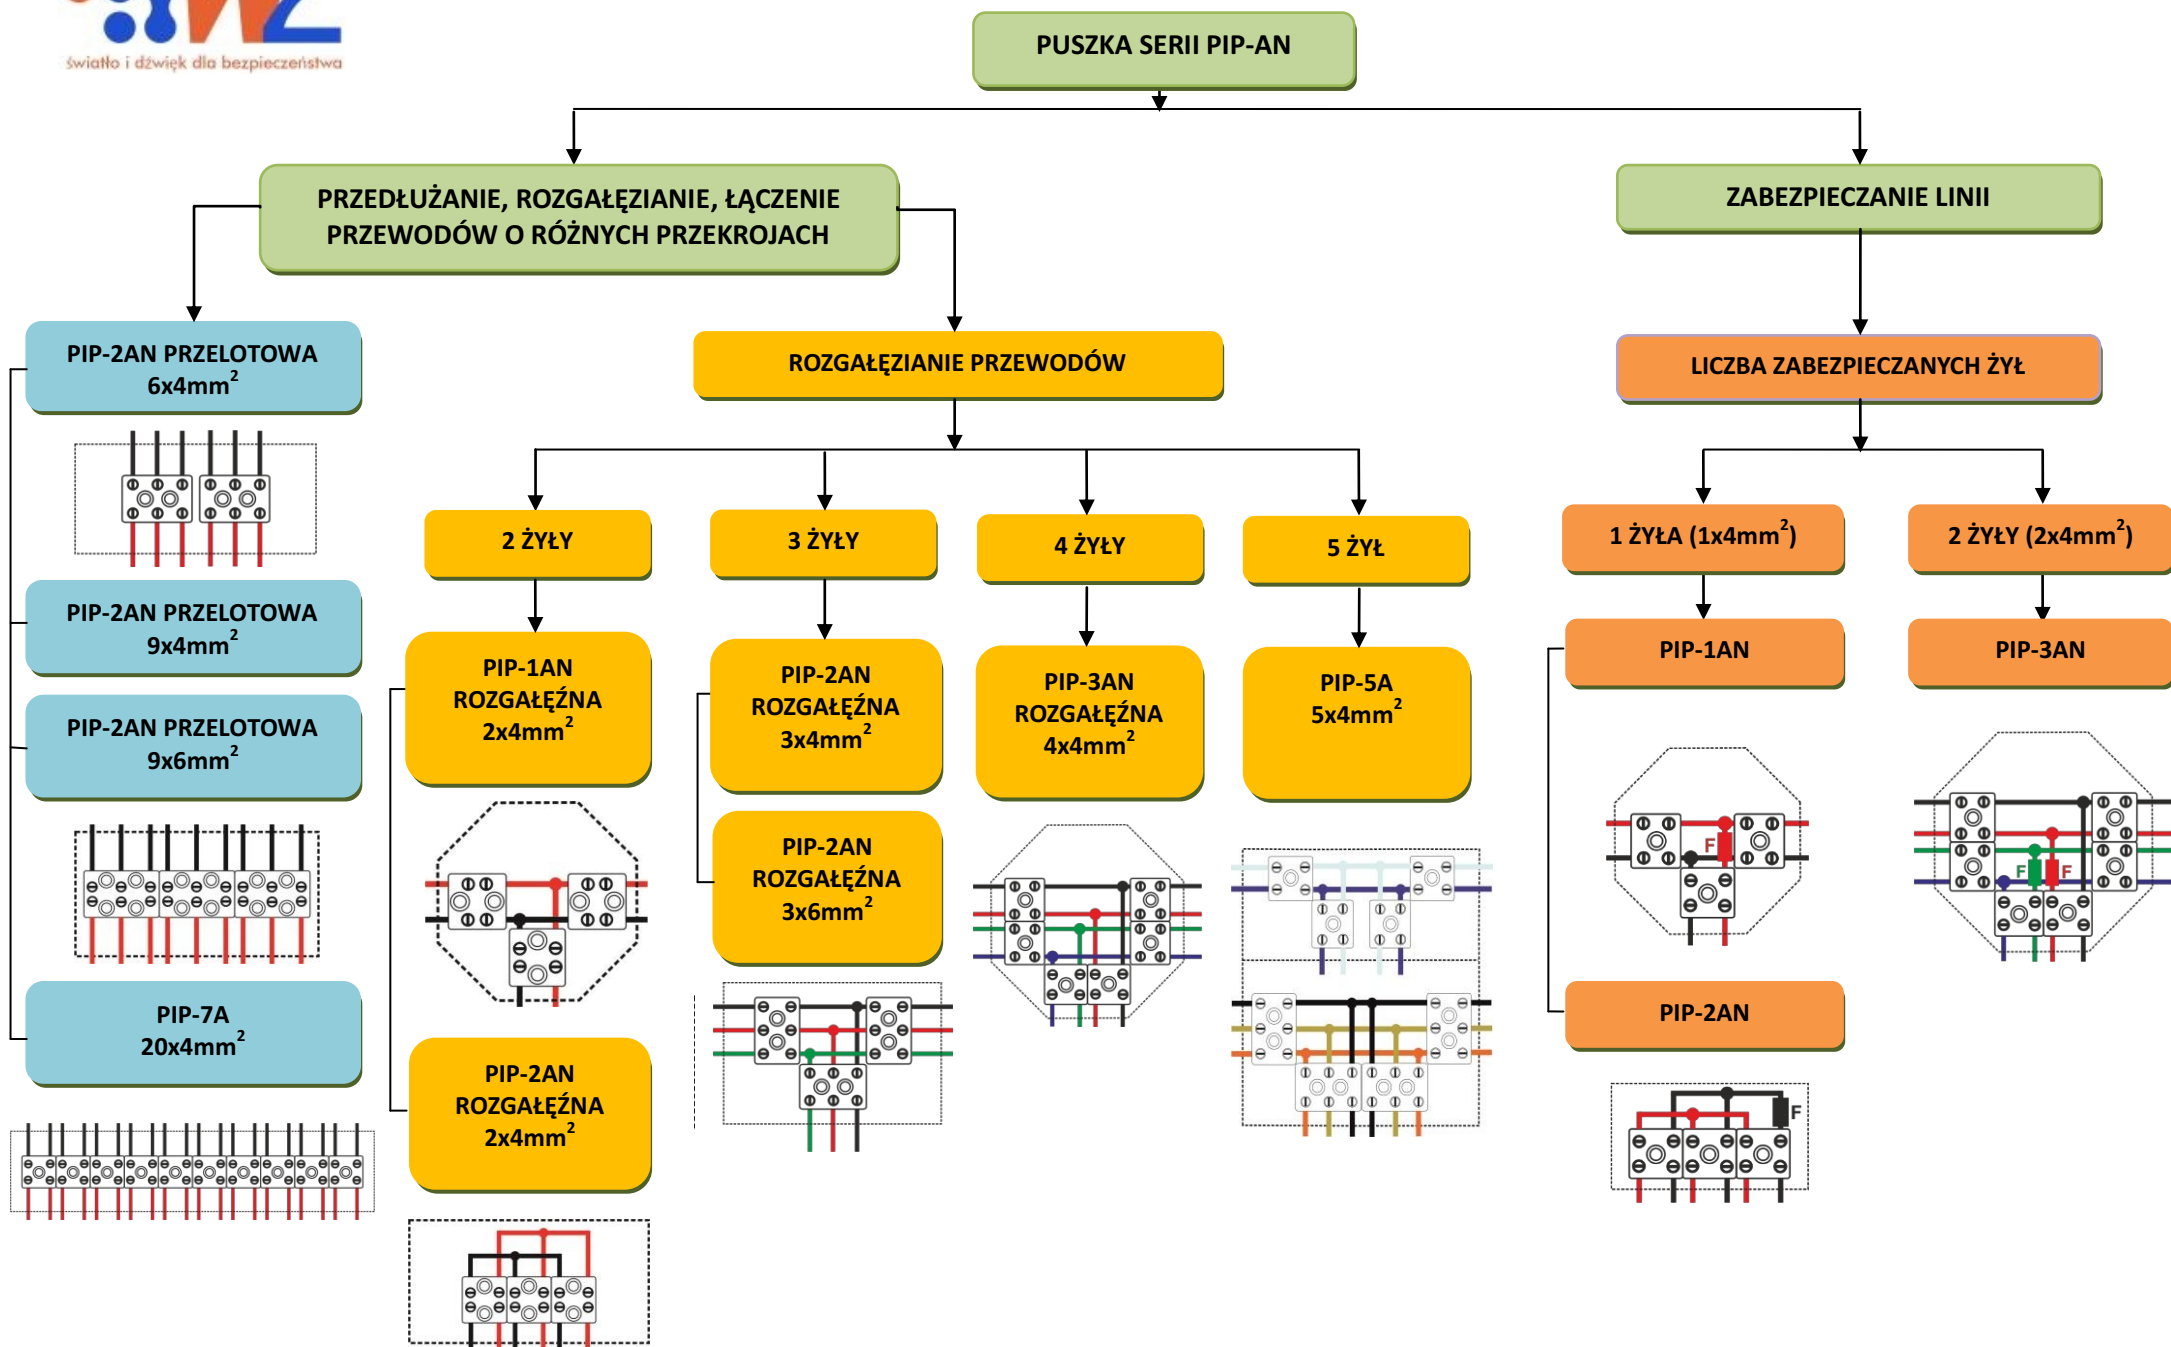 światło i dźwięk dla bezpieczeństwa
PUSZKA SERII PIP-AN
PRZEDŁUŻANIE, ROZGAŁĘZIANIE, ŁĄCZENIE
PRZEWODÓW O RÓŻNYCH PRZEKROJACH
ZABEZPIECZANIE LINII
PIP-2AN PRZELOTOWA
6x4mm²
PIP-2AN PRZELOTOWA
9x4mm²
PIP-2AN PRZELOTOWA
9x6mm²
PIP-7A
20x4mm²
ROZGAŁĘZIANIE PRZEWODÓW
2 ŻYŁY
PIP-1AN
ROZGAŁĘŹNA
2x4mm²
PIP-2AN
ROZGAŁĘŹNA
2x4mm²
3 ŻYŁY
PIP-2AN
ROZGAŁĘŹNA
3x4mm²
PIP-2AN
ROZGAŁĘŹNA
3x6mm²
4 ŻYŁY
PIP-3AN
ROZGAŁĘŹNA
4x4mm²
5 ŻYŁ
PIP-5A
5x4mm²
LICZBA ZABEZPIECZANYCH ŻYŁ
1 ŻYŁA (1x4mm²)
PIP-1AN
F
PIP-2AN
F
2 ŻYŁY (2x4mm²)
PIP-3AN
F F